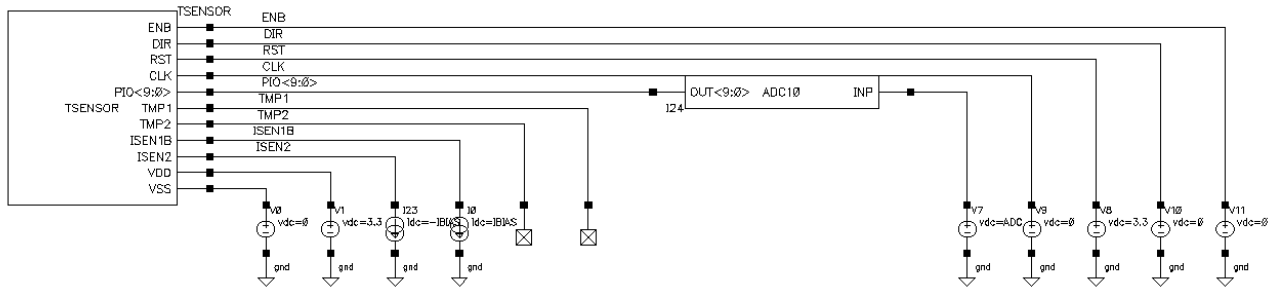 TSENSOR
ENB ENB
DIR DIR
RST RST
CLK CLK
PIO<9:0> PIO<9:0> OUT<9:0> ADC10 INP
TSENSOR TMP1 TMP1 I24
TMP2 TMP2
ISEN1B ISEN1B
ISEN2 ISEN2
VDD
VSS
V0 V1 I23 I0 V7 V9 V8 V10 V11
vdc=0 vdc=3.3 idc=-IBIAS idc=IBIAS vdc=ADC vdc=0 vdc=3.3 vdc=0 vdc=0
gnd gnd gnd gnd gnd gnd gnd gnd gnd